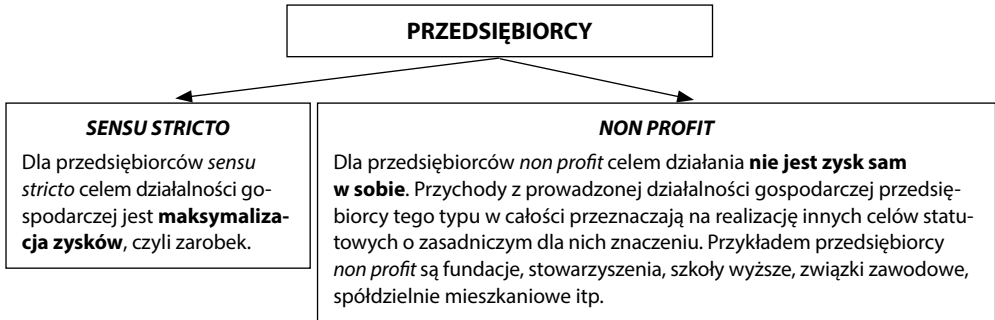 PRZEDSIĘBIORCY
SENSU STRICTO
Dla przedsiębiorców sensu
stricto celem działalności go-
spodarczej jest maksymaliza-
cja zysków, czyli zarobek.
NON PROFIT
Dla przedsiębiorców non profit celem działania nie jest zysk sam
w sobie. Przychody z prowadzonej działalności gospodarczej przedsię-
biorcy tego typu w całości przeznaczają na realizację innych celów statu-
towych o zasadniczym dla nich znaczeniu. Przykładem przedsiębiorcy
non profit są fundacje, stowarzyszenia, szkoły wyższe, związki zawodowe,
spółdzielnie mieszkaniowe itp.